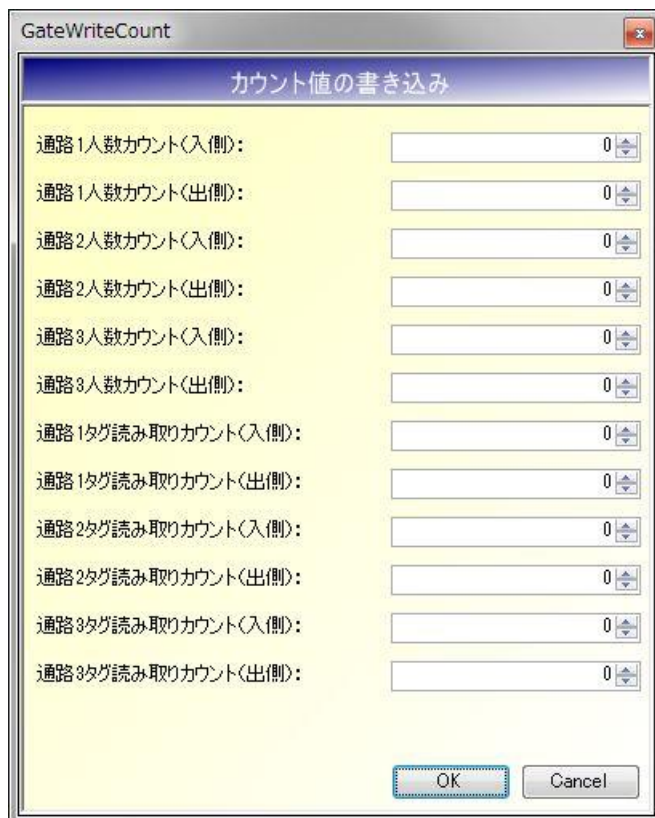 GateWriteCount
カウント値の書き込み
通路1人数カウント(入側): 0
通路1人数カウント(出側): 0
通路2人数カウント(入側): 0
通路2人数カウント(出側): 0
通路3人数カウント(入側): 0
通路3人数カウント(出側): 0
通路1タグ読み取りカウント(入側): 0
通路1タグ読み取りカウント(出側): 0
通路2タグ読み取りカウント(入側): 0
通路2タグ読み取りカウント(出側): 0
通路3タグ読み取りカウント(入側): 0
通路3タグ読み取りカウント(出側): 0
OK Cancel